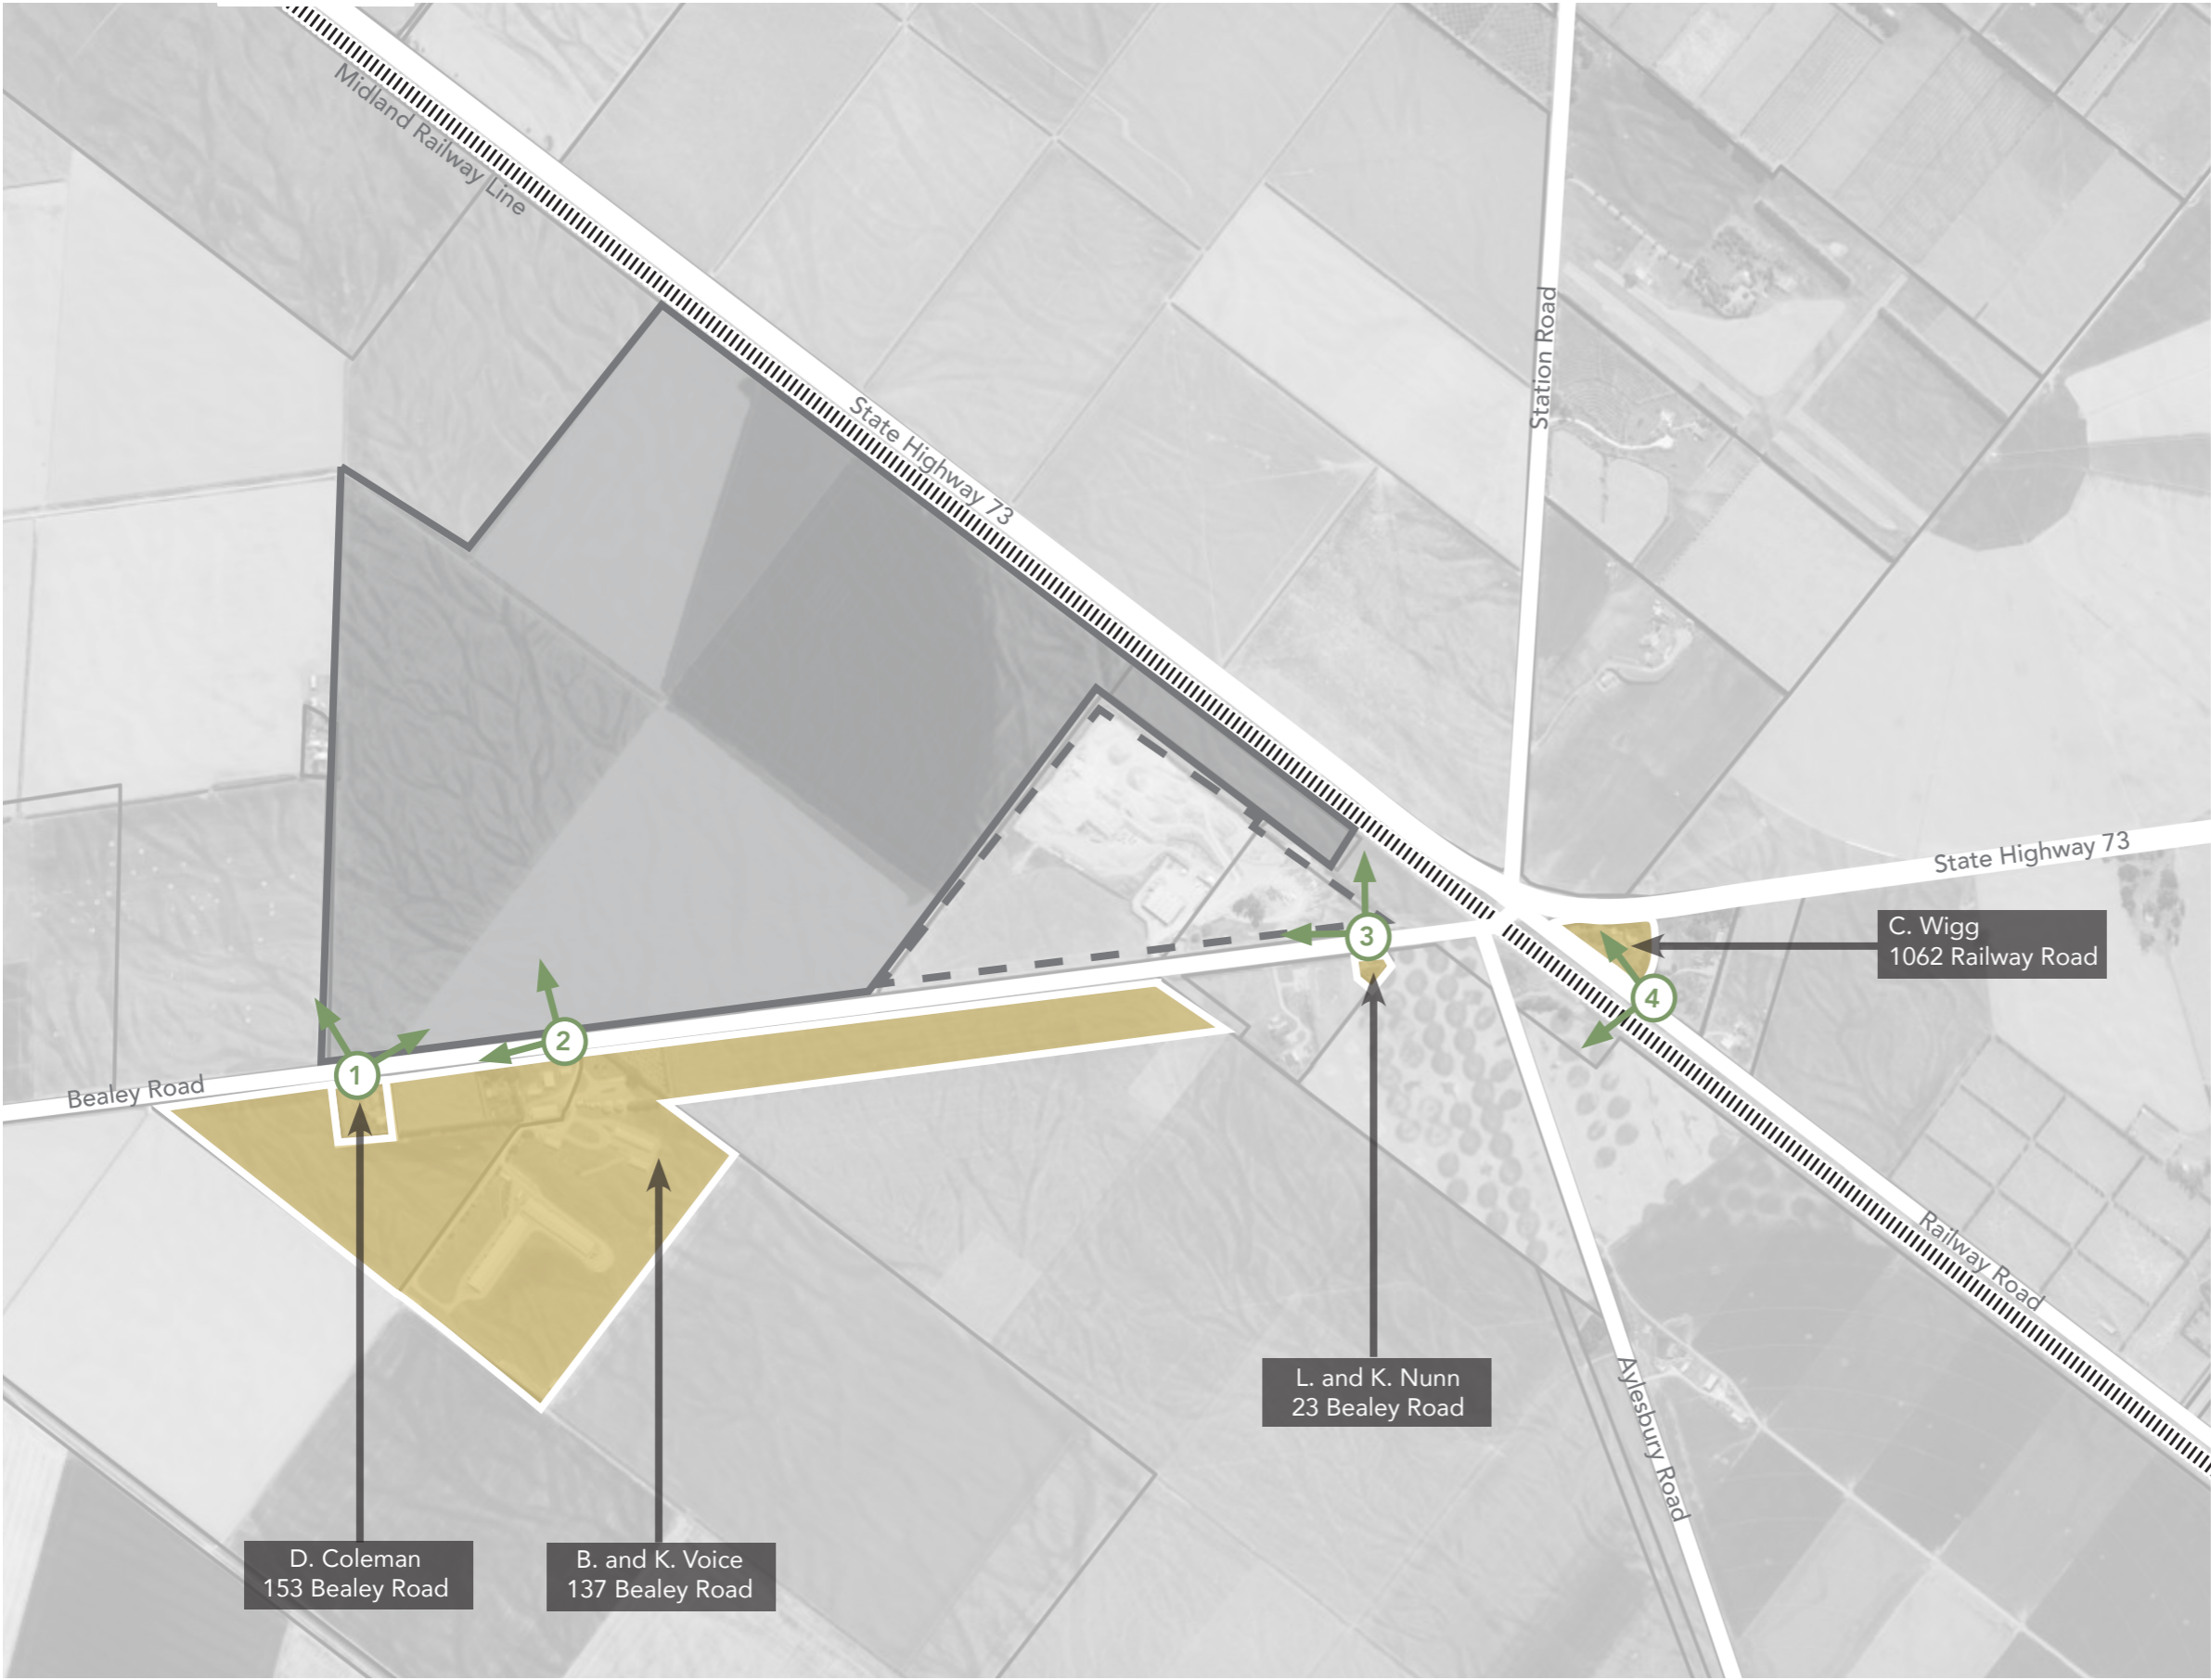 Midland Railway Line
State Highway 73
Station Road
State Highway 73
C. Wigg
1062 Railway Road
3
4
2
1
Bealey Road
Railway Road
L. and K. Nunn
23 Bealey Road
Aylesbury Road
D. Coleman
153 Bealey Road
B. and K. Voice
137 Bealey Road